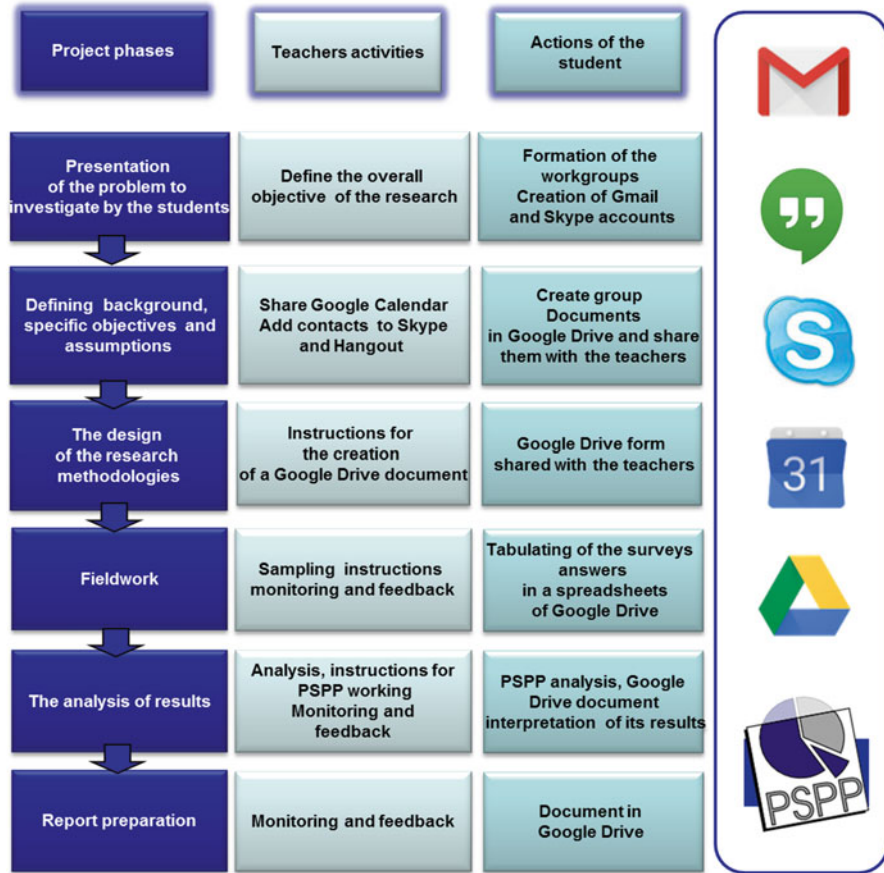 Project phases
Teachers activities
Actions of the
student
Presentation
of the problem to
investigate by the students
Define the overall
objective of the research
Formation of the
workgroups
Creation of Gmail
and Skype accounts
Defining background,
specific objectives and
assumptions
Share Google Calendar
Add contacts to Skype
and Hangout
Create group
Documents
in Google Drive and share
them with the teachers
The design
of the research
methodologies
Instructions for
the creation
of a Google Drive document
Google Drive form
shared with the teachers
Fieldwork
Sampling instructions
monitoring and feedback
Tabulating of the surveys
answers
in a spreadsheets
of Google Drive
The analysis of results
Analysis, instructions for
PSPP working
Monitoring and
feedback
PSPP analysis, Google
Drive document
interpretation of its results
Report preparation
Monitoring and feedback
Document in
Google Drive
S
31
PSPP